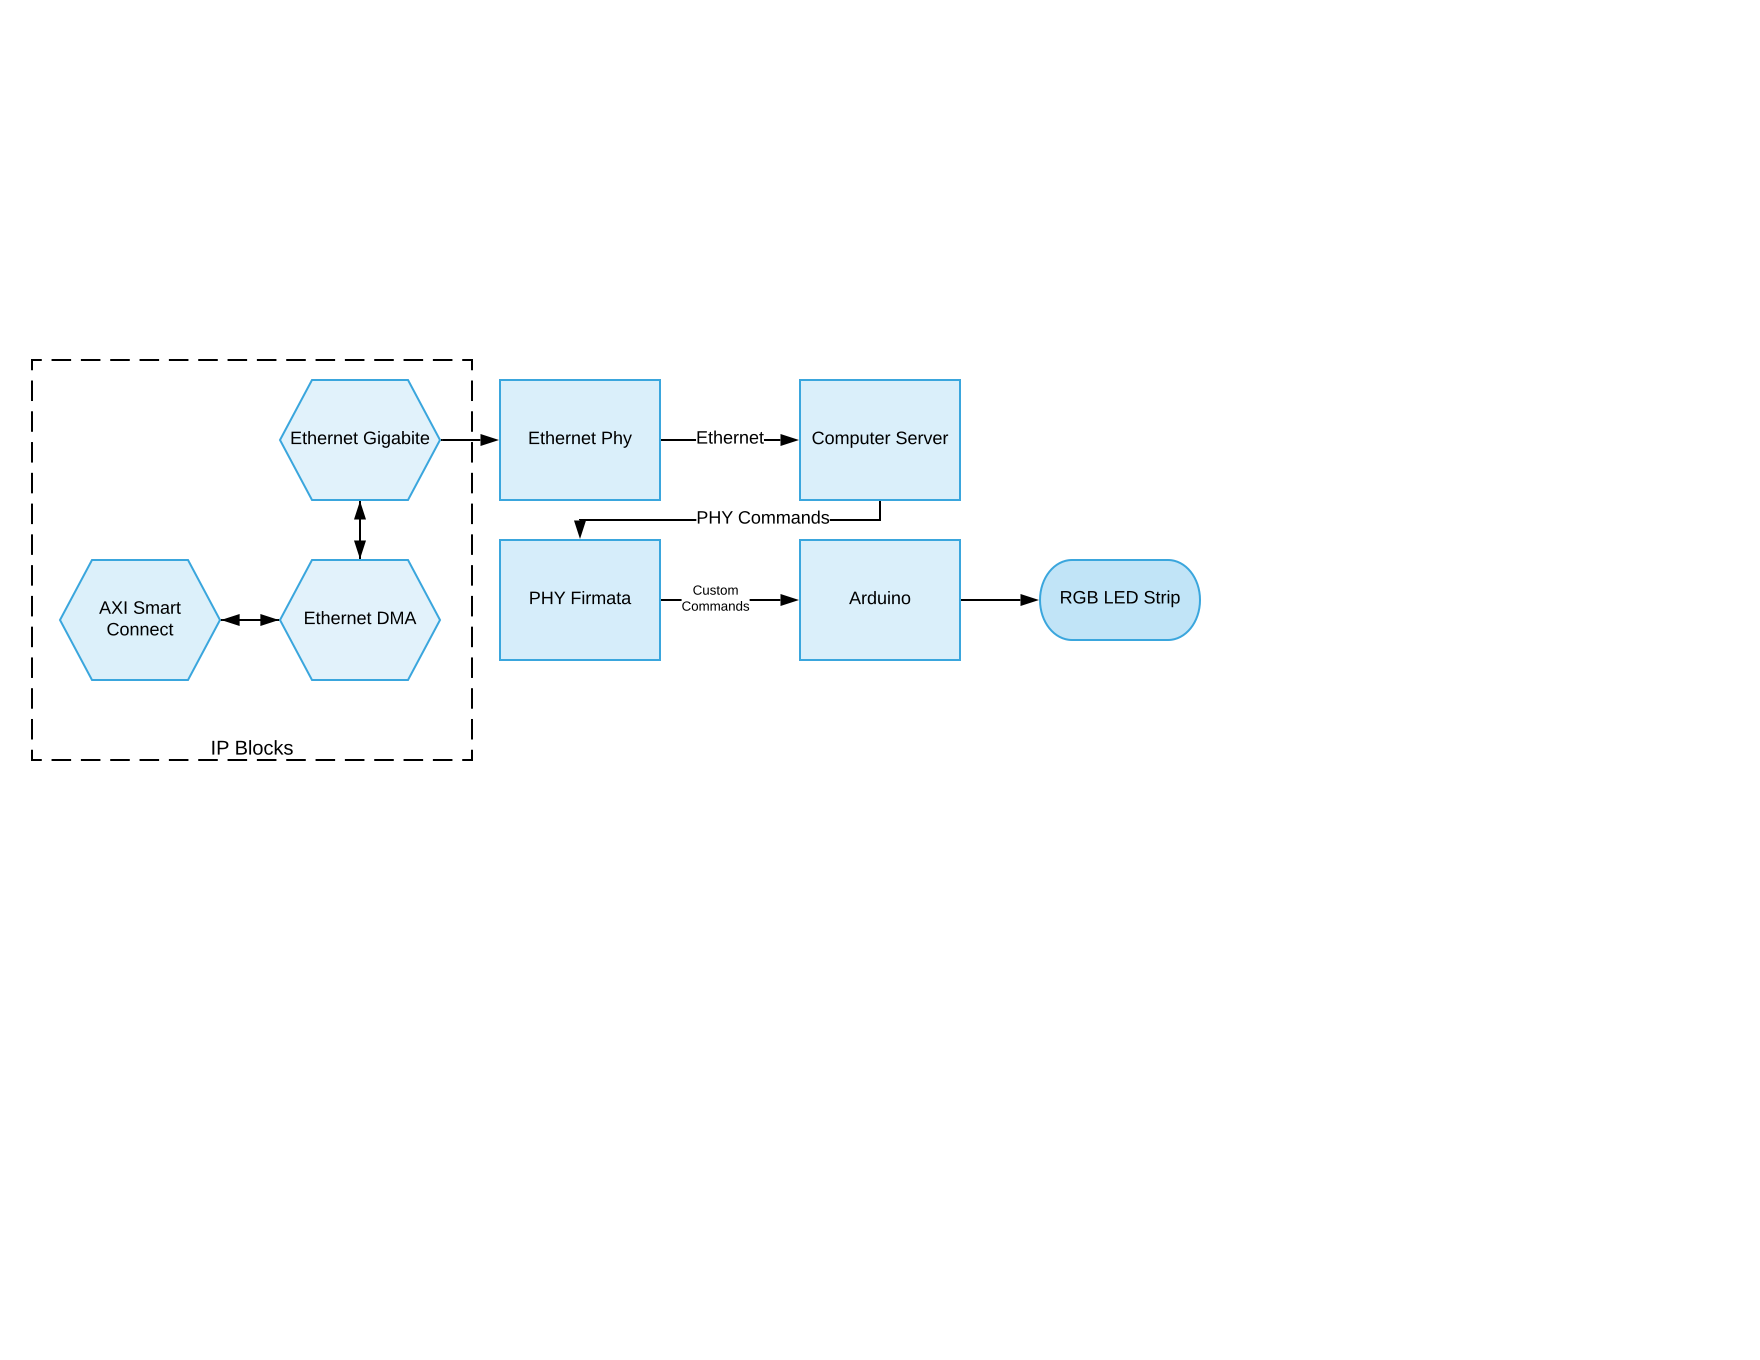 Ethernet Gigabite
Ethernet Phy
Ethernet
Computer Server
PHY Commands
AXI Smart
Connect
Ethernet DMA
PHY Firmata
Custom
Commands
Arduino
RGB LED Strip
IP Blocks